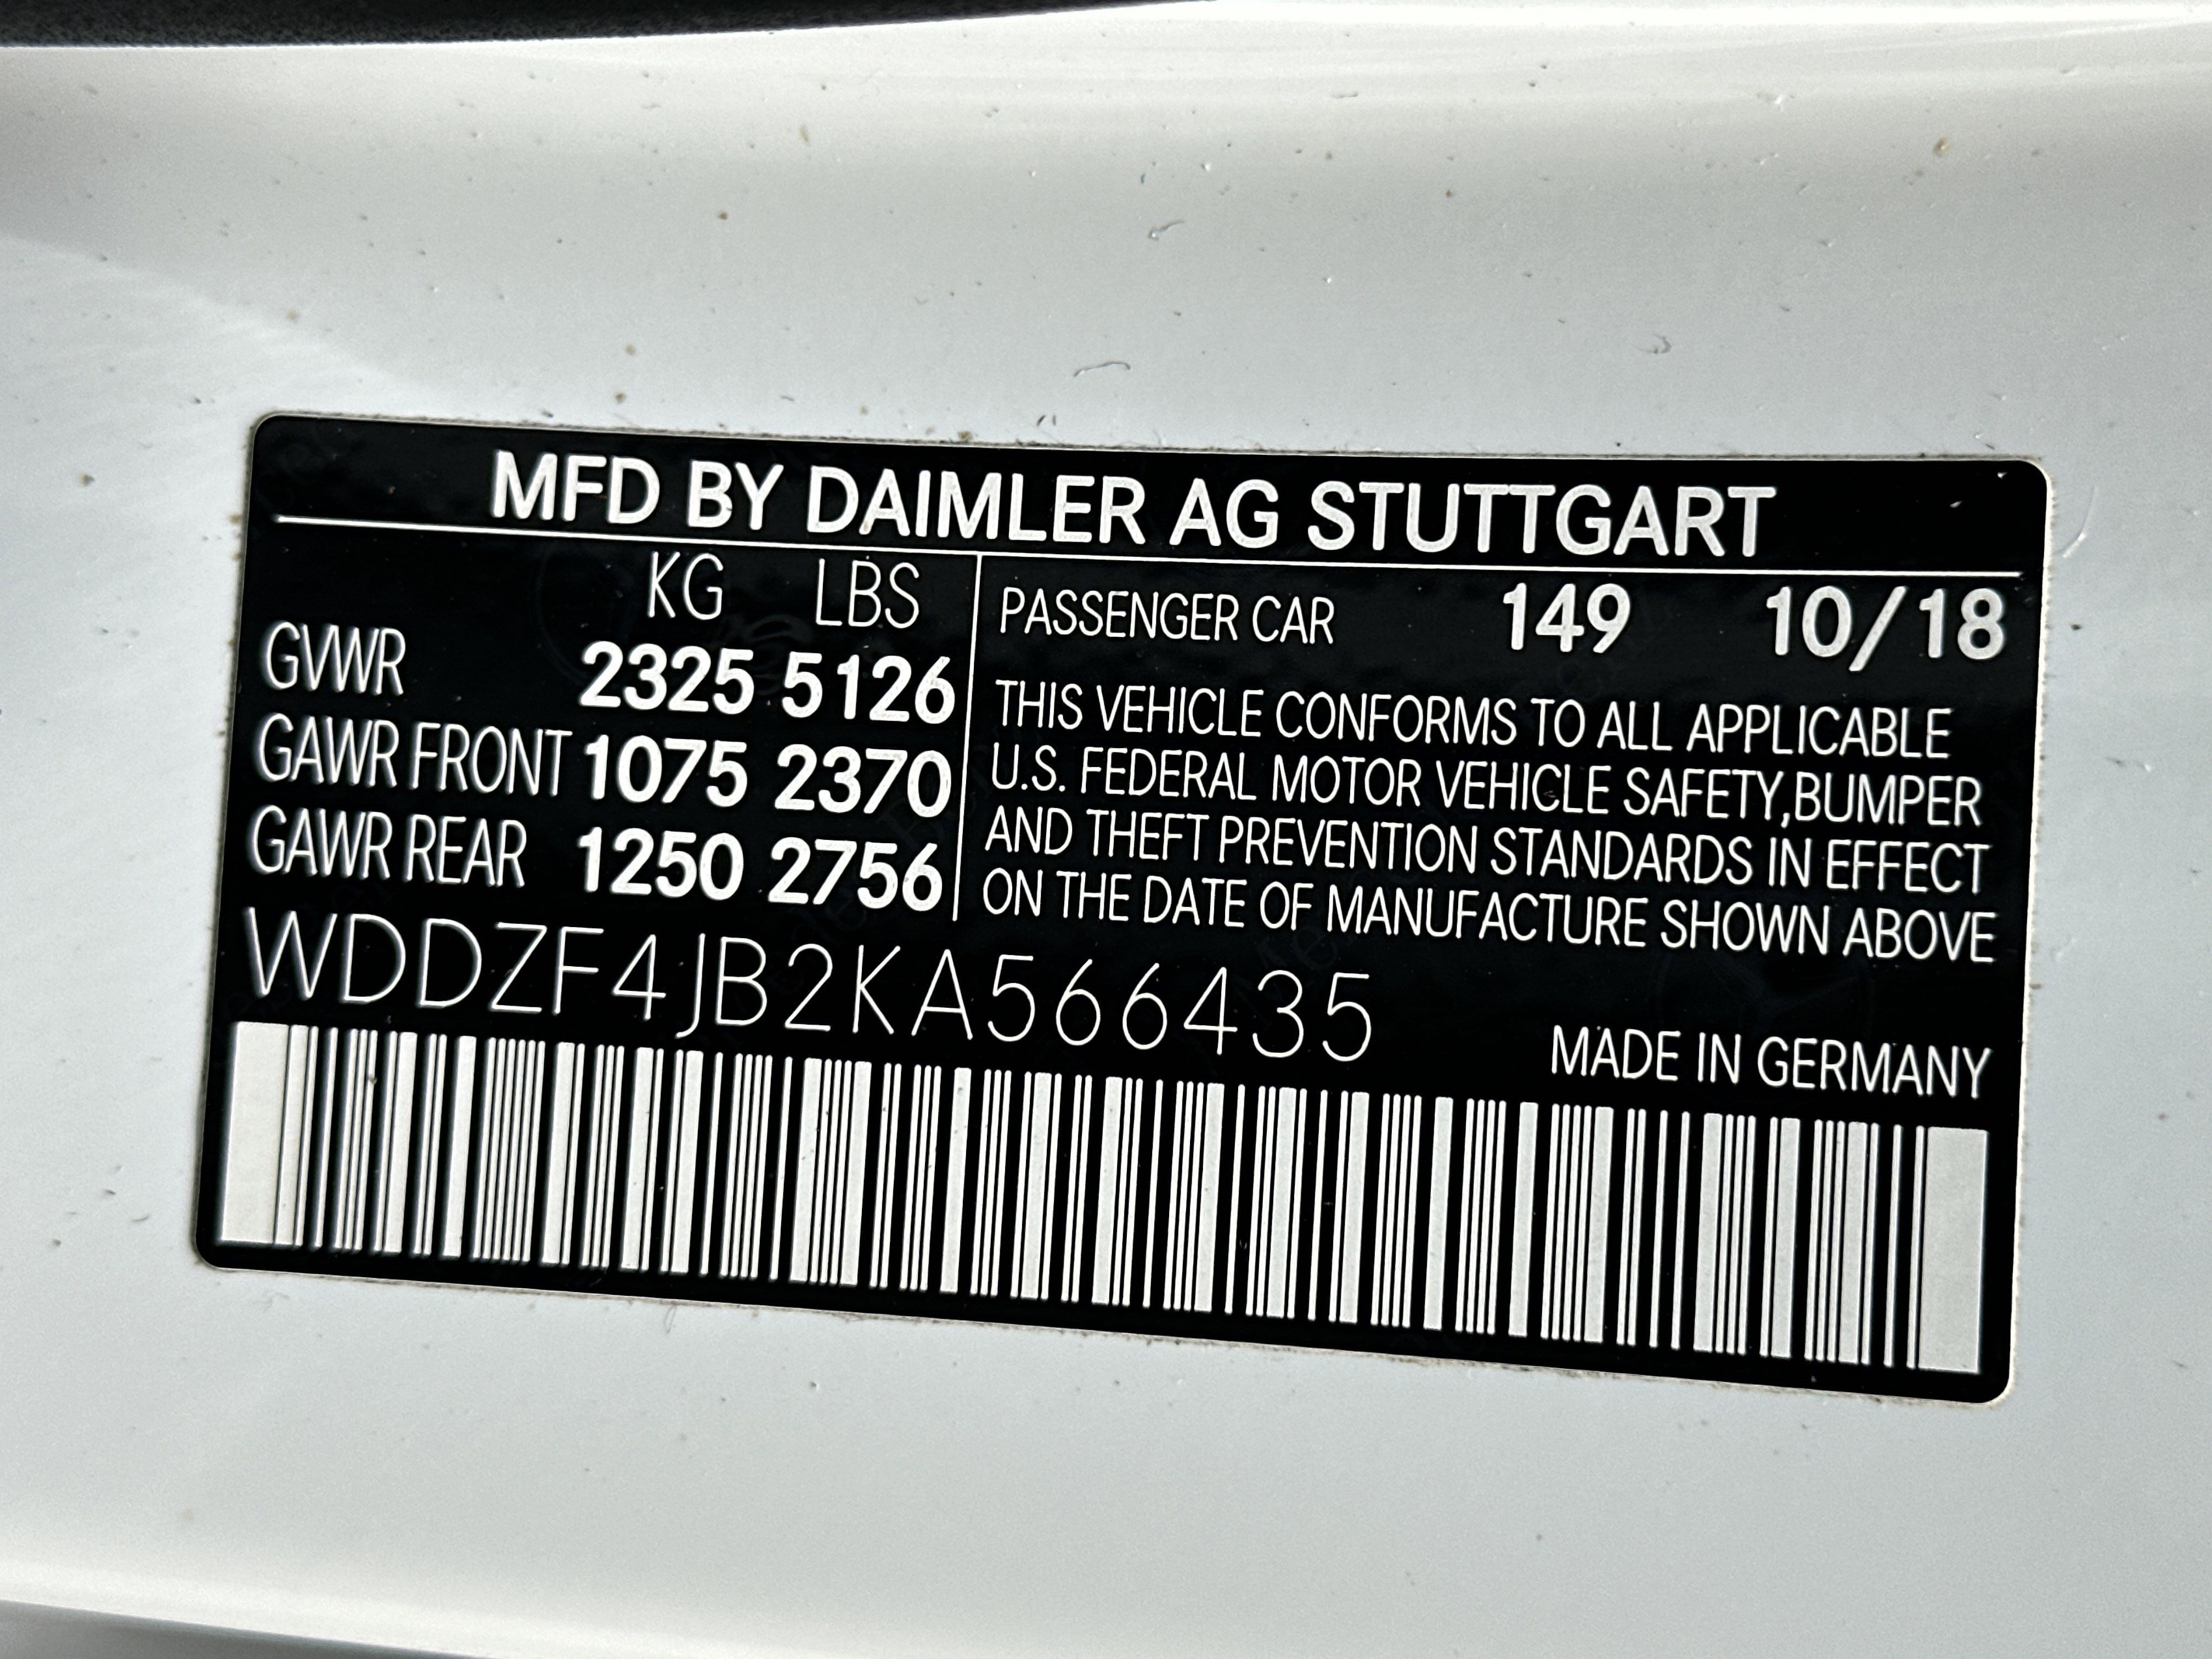 MFD BY DAIMLER AG STUTTGART
KG LBS
GVWR 2325 5126
GAWR FRONT 1075 2370
GAWR REAR 1250 2756
PASSENGER CAR 149 10/18
THIS VEHICLE CONFORMS TO ALL APPLICABLE
U.S. FEDERAL MOTOR VEHICLE SAFETY,BUMPER
AND THEFT PREVENTION STANDARDS IN EFFECT
ON THE DATE OF MANUFACTURE SHOWN ABOVE
WDDZF4JB2KA566435
MADE IN GERMANY